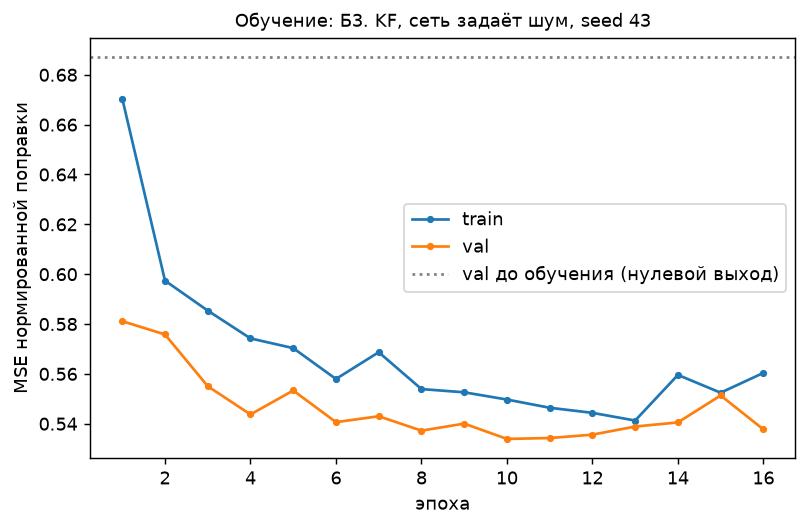 Обучение: Б3. KF, сеть задаёт шум, seed 43
MSE нормированной поправки
0.68
0.66
0.64
0.62
0.60
0.58
0.56
0.54
train
val
val до обучения (нулевой выход)
2 4 6 8 10 12 14 16
эпоха